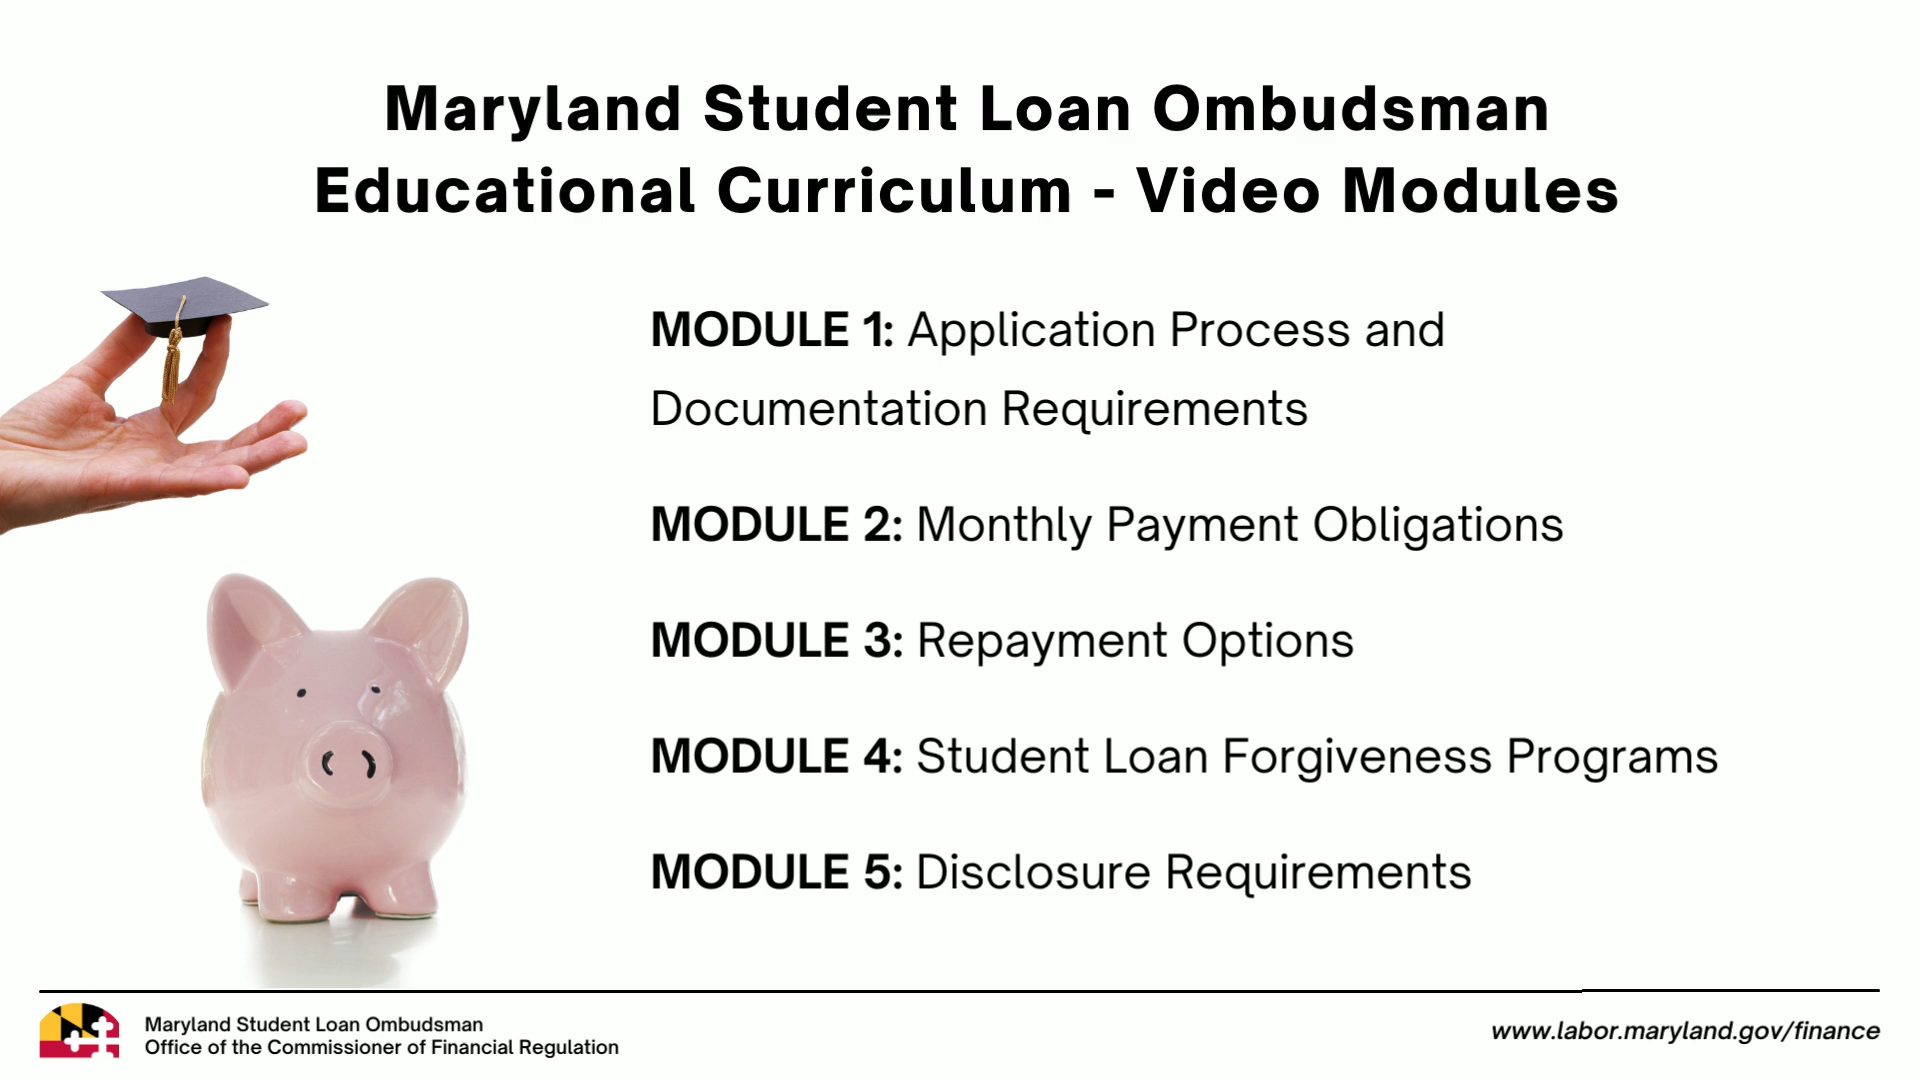 Maryland Student Loan Ombudsman
Educational Curriculum - Video Modules
MODULE 1: Application Process and
Documentation Requirements
MODULE 2: Monthly Payment Obligations
MODULE 3: Repayment Options
MODULE 4: Student Loan Forgiveness Programs
MODULE 5: Disclosure Requirements
Maryland Student Loan Ombudsman
Office of the Commissioner of Financial Regulation
www.labor.maryland.gov/finance